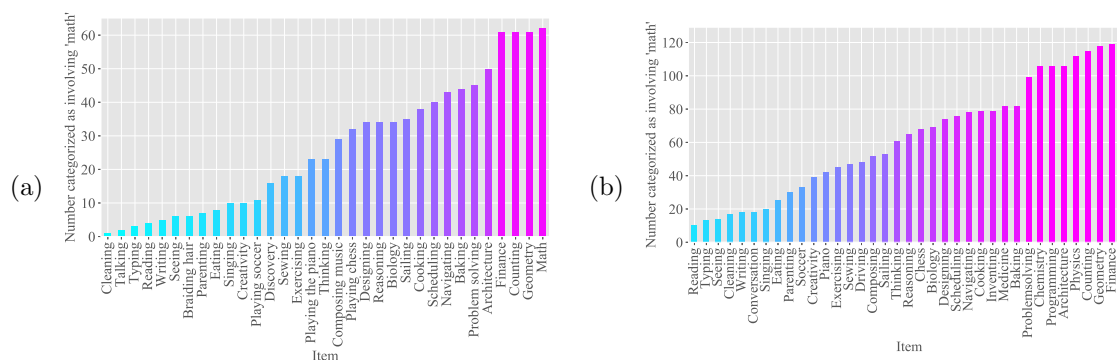 (a)
Number categorized as involving 'math'
60
50
40
30
20
10
0
Cleaning
Talking
Typing
Reading
Writing
Seeing
Braiding hair
Parenting
Eating
Singing
Creativity
Playing soccer
Discovery
Sewing
Exercising
Playing the piano
Thinking
Composing music
Playing chess
Designing
Reasoning
Biology
Sailing
Cooking
Scheduling
Navigating
Baking
Problem solving
Architecture
Finance
Counting
Geometry
Math
Item
(b)
Number categorized as involving 'math'
120
100
80
60
40
20
0
Reading
Typing
Seeing
Cleaning
Writing
Conversation
Singing
Eating
Parenting
Soccer
Creativity
Piano
Exercising
Sewing
Driving
Composing
Sailing
Thinking
Reasoning
Chess
Biology
Designing
Scheduling
Navigating
Cooking
Inventing
Medicine
Baking
Problemsolving
Chemistry
Programming
Architecture
Physics
Counting
Geometry
Finance
Item